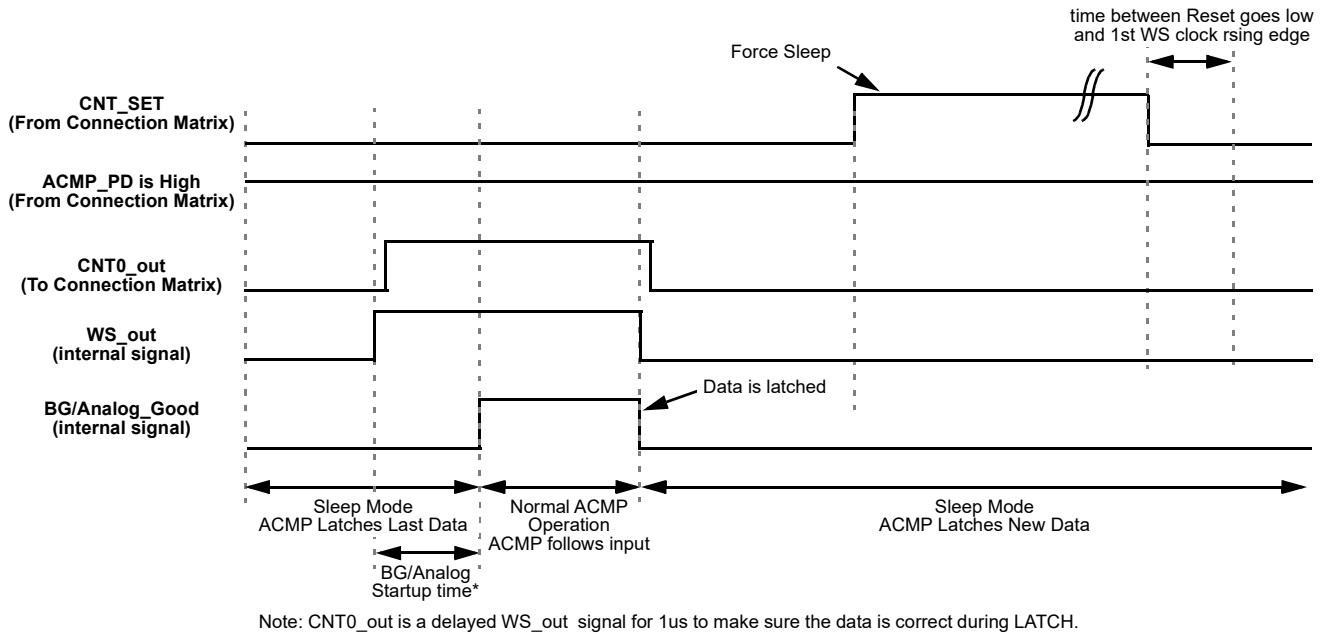 time between Reset goes low
and 1st WS clock rsing edge
Force Sleep
CNT_SET
(From Connection Matrix)
ACMP_PD is High
(From Connection Matrix)
CNT0_out
(To Connection Matrix)
WS_out
(internal signal)
Data is latched
BG/Analog_Good
(internal signal)
Sleep Mode
ACMP Latches Last Data
Normal ACMP
Operation
ACMP follows input
Sleep Mode
ACMP Latches New Data
BG/Analog
Startup time*
Note: CNT0_out is a delayed WS_out signal for 1us to make sure the data is correct during LATCH.